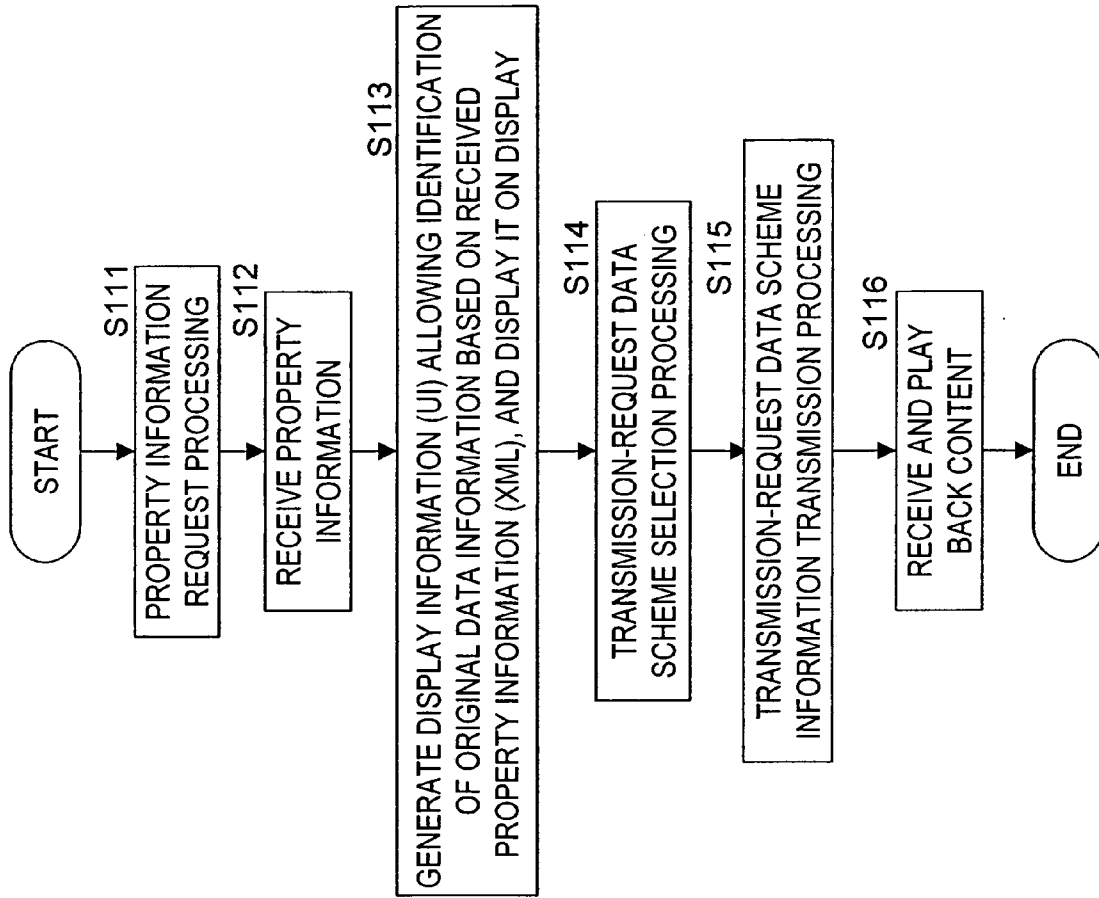 START
S111
PROPERTY INFORMATION
REQUEST PROCESSING
S112
RECEIVE PROPERTY
INFORMATION
S113
GENERATE DISPLAY INFORMATION (UI) ALLOWING IDENTIFICATION
OF ORIGINAL DATA INFORMATION BASED ON RECEIVED
PROPERTY INFORMATION (XML), AND DISPLAY IT ON DISPLAY
S114
TRANSMISSION-REQUEST DATA
SCHEME SELECTION PROCESSING
S115
TRANSMISSION-REQUEST DATA SCHEME
INFORMATION TRANSMISSION PROCESSING
S116
RECEIVE AND PLAY
BACK CONTENT
END